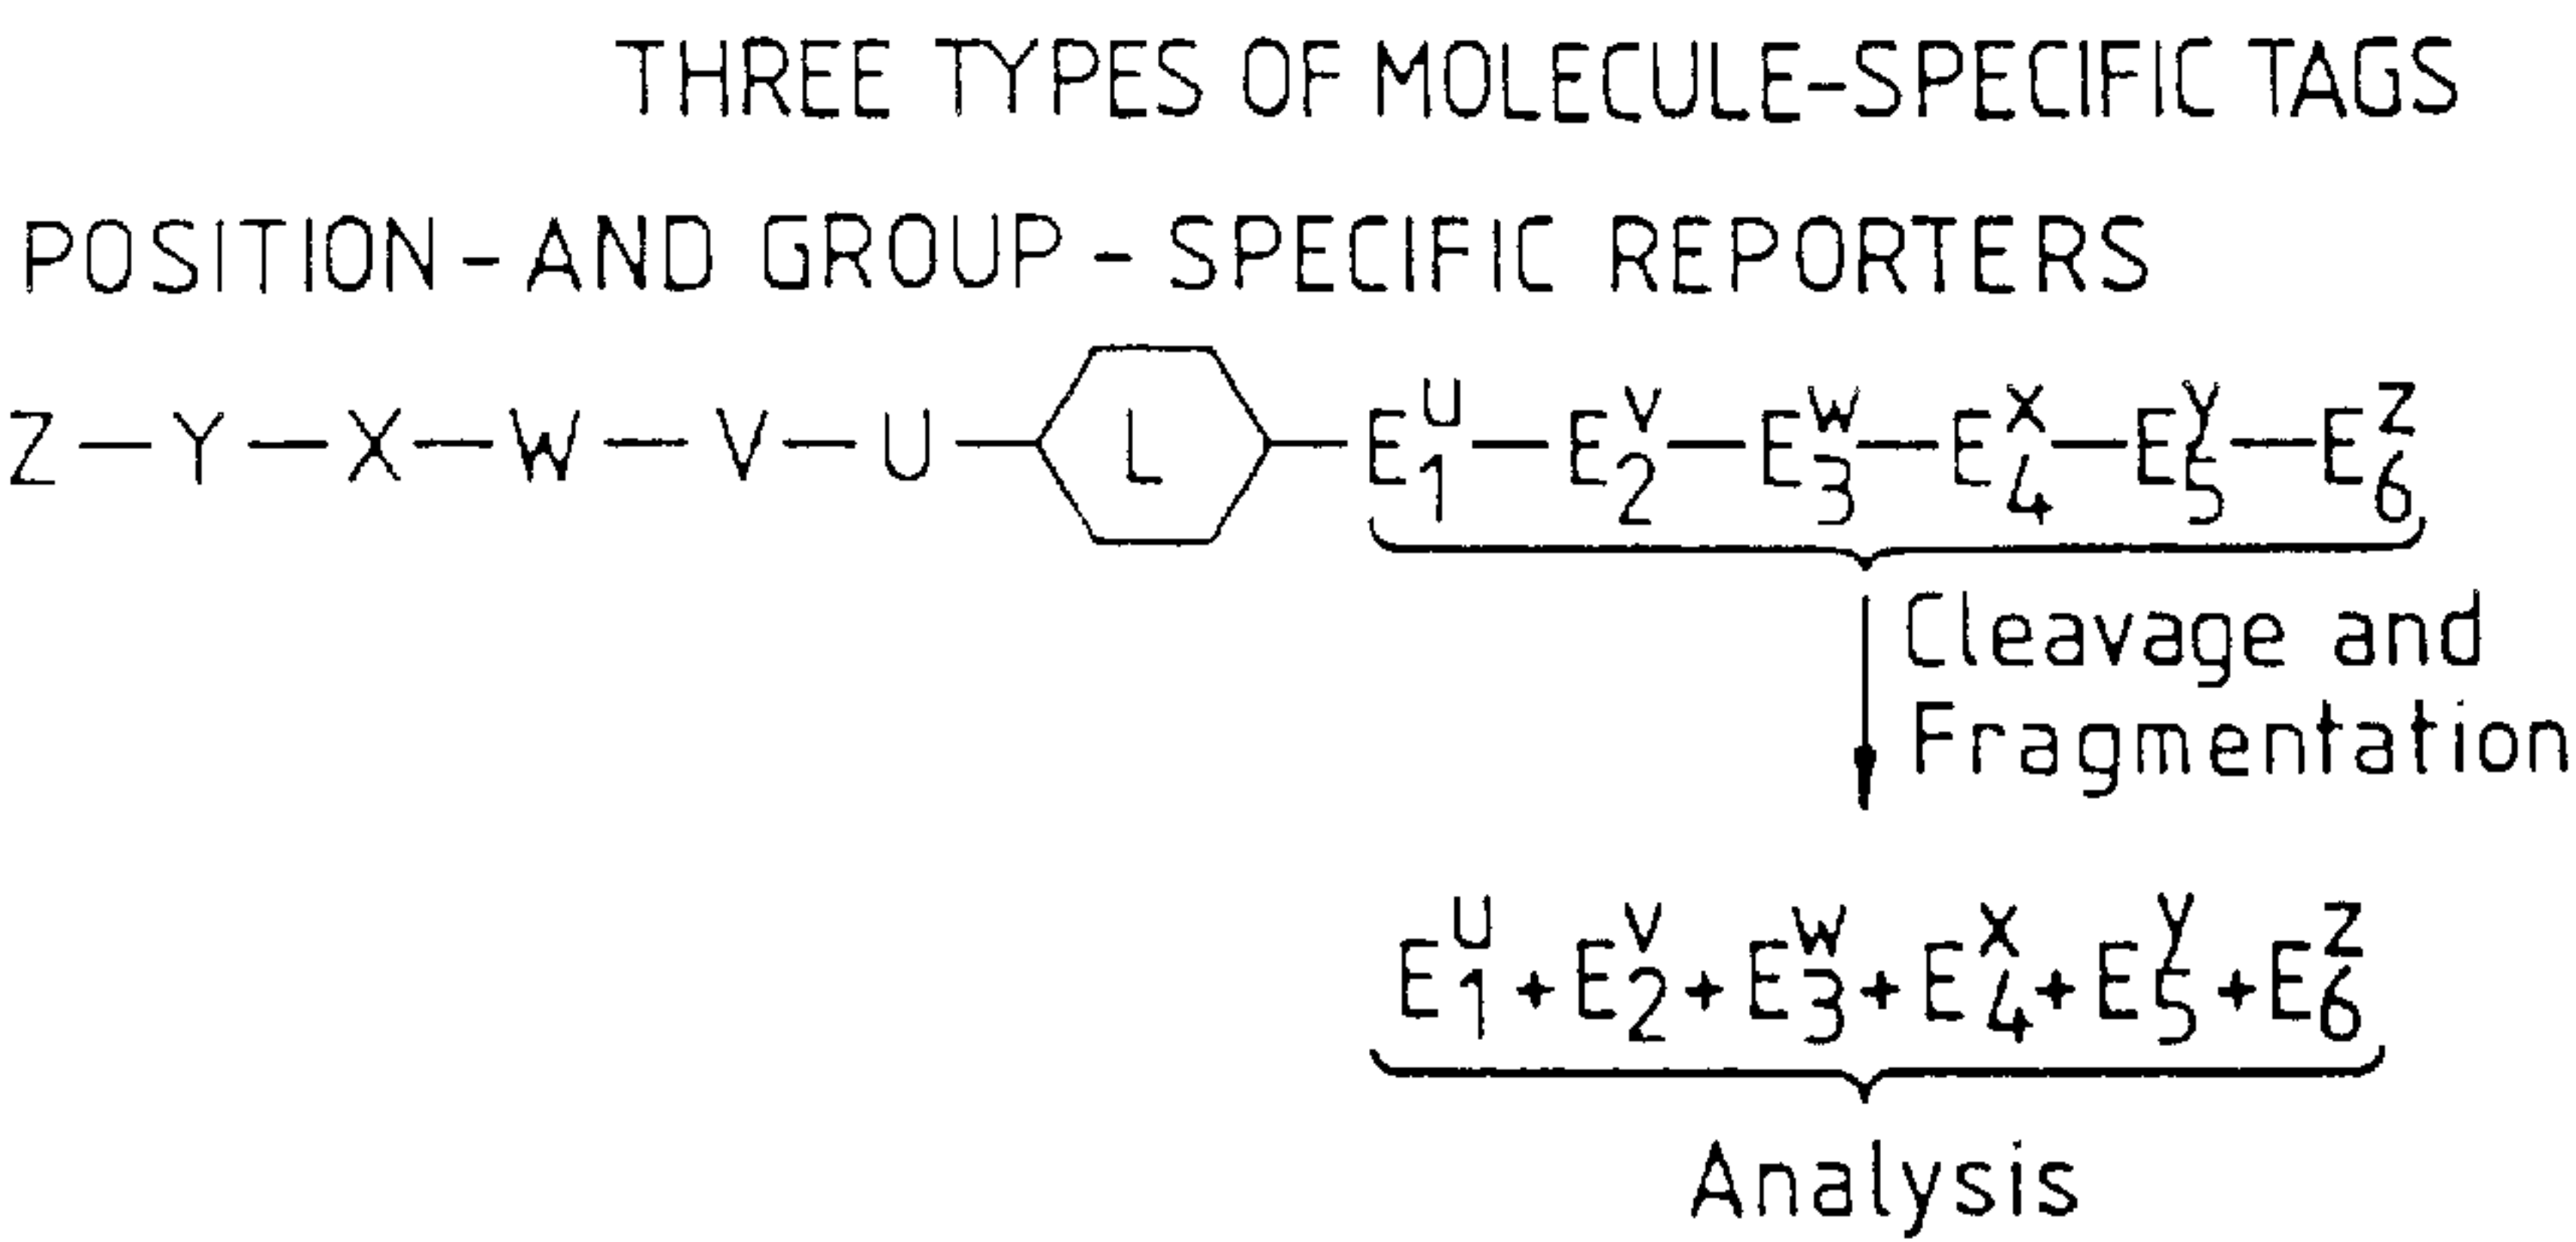 THREE TYPES OF MOLECULE-SPECIFIC TAGS
POSITION - AND GROUP - SPECIFIC REPORTERS
Z — Y — X — W — V — U — L — E₁ᵁ — E₂ⱽ — E₃ᵂ — E₄ˣ — E₅ʸ — E₆ᶻ
Cleavage and
Fragmentation
E₁ᵁ + E₂ⱽ + E₃ᵂ + E₄ˣ + E₅ʸ + E₆ᶻ
Analysis